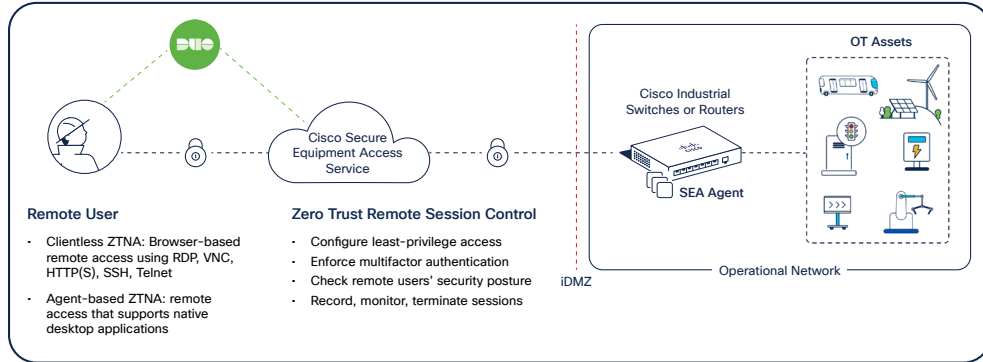 DUO
OT Assets
Cisco Industrial
Switches or Routers
Cisco Secure
Equipment Access
Service
CISCO
SEA Agent
Remote User
• Clientless ZTNA: Browser-based
remote access using RDP, VNC,
HTTP(S), SSH, Telnet
• Agent-based ZTNA: remote
access that supports native
desktop applications
Zero Trust Remote Session Control
• Configure least-privilege access
• Enforce multifactor authentication
• Check remote users' security posture
• Record, monitor, terminate sessions
iDMZ
Operational Network